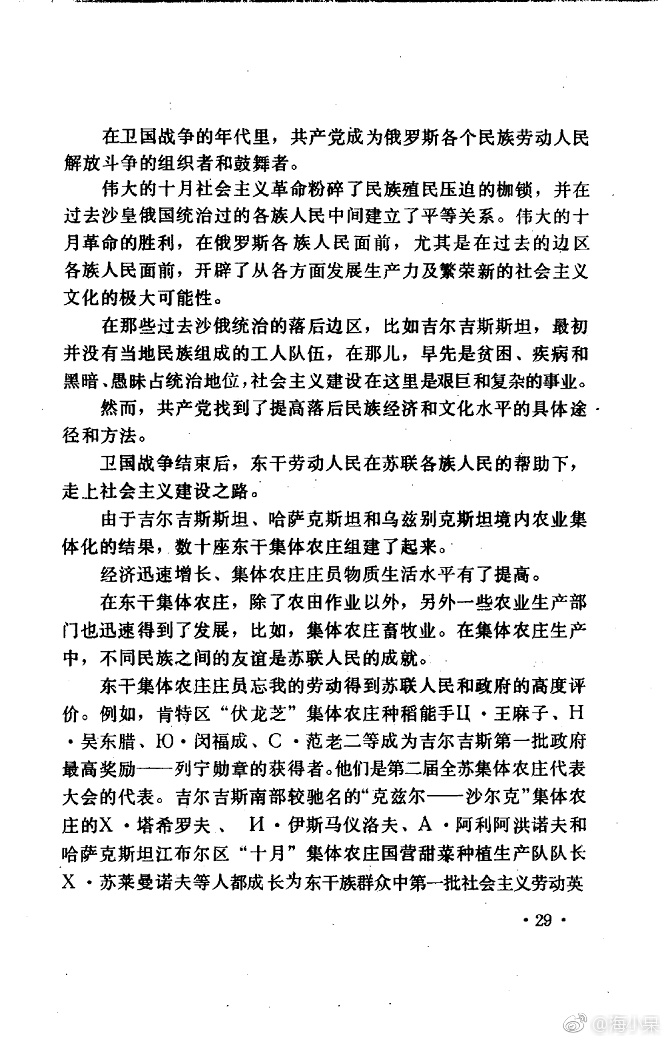 在卫国战争的年代里，共产党成为俄罗斯各个民族劳动人民
解放斗争的组织者和鼓舞者。
伟大的十月社会主义革命粉碎了民族殖民压迫的枷锁，并在
过去沙皇俄国统治过的各族人民中间建立了平等关系。伟大的十
月革命的胜利，在俄罗斯各族人民面前，尤其是在过去的边区
各族人民面前，开辟了从各方面发展生产力及繁荣新的社会主义
文化的极大可能性。
在那些过去沙俄统治的落后边区，比如吉尔吉斯斯坦，最初
并没有当地民族组成的工人队伍，在那儿，早先是贫困、疾病和
黑暗、愚昧占统治地位，社会主义建设在这里是艰巨和复杂的事业。
然而，共产党找到了提高落后民族经济和文化水平的具体途
径和方法。
卫国战争结束后，东干劳动人民在苏联各族人民的帮助下，
走上社会主义建设之路。
由于吉尔吉斯斯坦、哈萨克斯坦和乌兹别克斯坦境内农业集
体化的结果，数十座东干集体农庄组建了起来。
经济迅速增长、集体农庄庄员物质生活水平有了提高。
在东干集体农庄，除了农田作业以外，另外一些农业生产部
门也迅速得到了发展，比如，集体农庄畜牧业。在集体农庄生产
中，不同民族之间的友谊是苏联人民的成就。
东干集体农庄庄员忘我的劳动得到苏联人民和政府的高度评
价。例如，肯特区“伏龙芝”集体农庄种稻能手Ц·王麻子、Н
·吴东腊、Ю·闵福成、С·范老二等成为吉尔吉斯第一批政府
最高奖励——列宁勋章的获得者。他们是第二届全苏集体农庄代表
大会的代表。吉尔吉斯南部较驰名的“克兹尔——沙尔克”集体农
庄的Х·塔希罗夫、И·伊斯马仪洛夫、А·阿利阿洪诺夫和
哈萨克斯坦江布尔区“十月”集体农庄国营甜菜种植生产队队长
Х·苏莱曼诺夫等人都成长为东干族群众中第一批社会主义劳动英
·29·
@海小杲